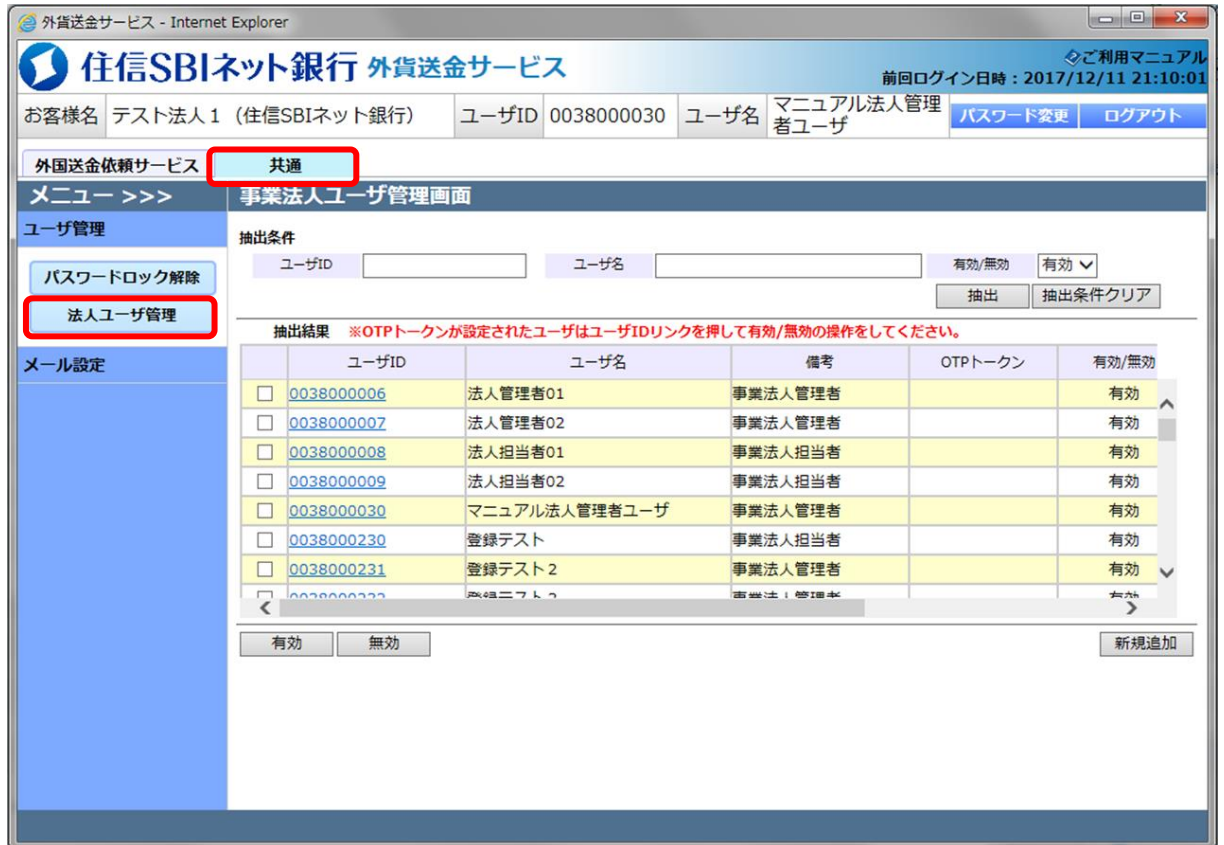 外貨送金サービス - Internet Explorer
住信SBIネット銀行 外貨送金サービス
ご利用マニュアル
前回ログイン日時：2017/12/11 21:10:01
お客様名 テスト法人１（住信SBIネット銀行） ユーザID 0038000030 ユーザ名 マニュアル法人管理者ユーザ パスワード変更 ログアウト
外国送金依頼サービス 共通
メニュー >>> 事業法人ユーザ管理画面
ユーザ管理
パスワードロック解除
法人ユーザ管理
メール設定
抽出条件
ユーザID ユーザ名 有効/無効 有効
抽出 抽出条件クリア
抽出結果 ※OTPトークンが設定されたユーザはユーザIDリンクを押して有効/無効の操作をしてください。
ユーザID ユーザ名 備考 OTPトークン 有効/無効
0038000006 法人管理者01 事業法人管理者 有効
0038000007 法人管理者02 事業法人管理者 有効
0038000008 法人担当者01 事業法人担当者 有効
0038000009 法人担当者02 事業法人担当者 有効
0038000030 マニュアル法人管理者ユーザ 事業法人管理者 有効
0038000230 登録テスト 事業法人担当者 有効
0038000231 登録テスト２ 事業法人管理者 有効
有効 無効 新規追加